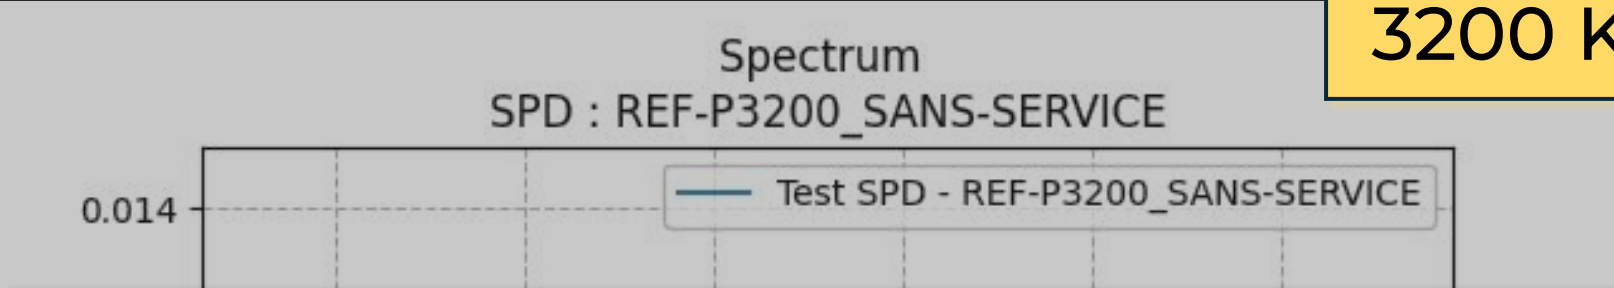 3200 K
Spectrum
SPD : REF-P3200_SANS-SERVICE
Test SPD - REF-P3200_SANS-SERVICE
0.014